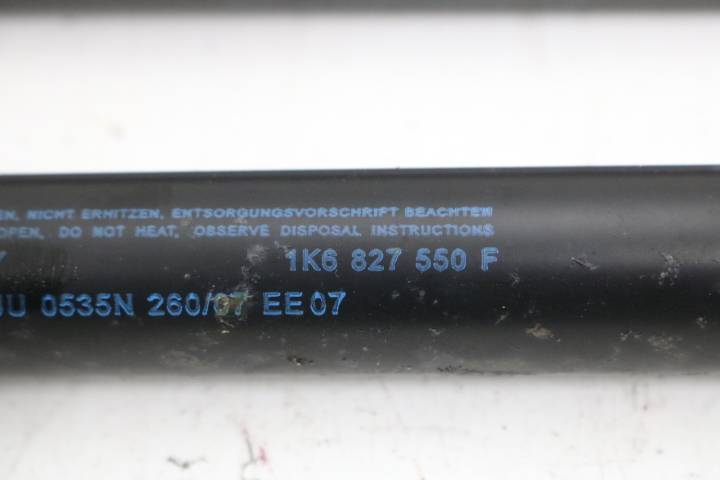 EN, NICHT ERHITZEN, ENTSORGUNGSVORSCHRIFT BEACHTEN
OPEN, DO NOT HEAT, OBSERVE DISPOSAL INSTRUCTIONS
1K6 827 550 F
0535N 260/07 EE07